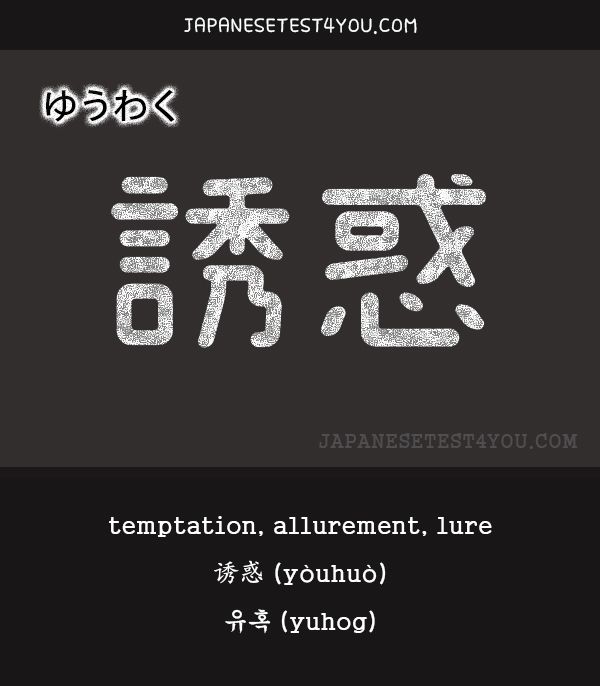 JAPANESETEST4YOU.COM
ゆうわく
誘惑
JAPANESETEST4YOU.COM
temptation, allurement, lure
诱惑 (yòuhuò)
유혹 (yuhog)